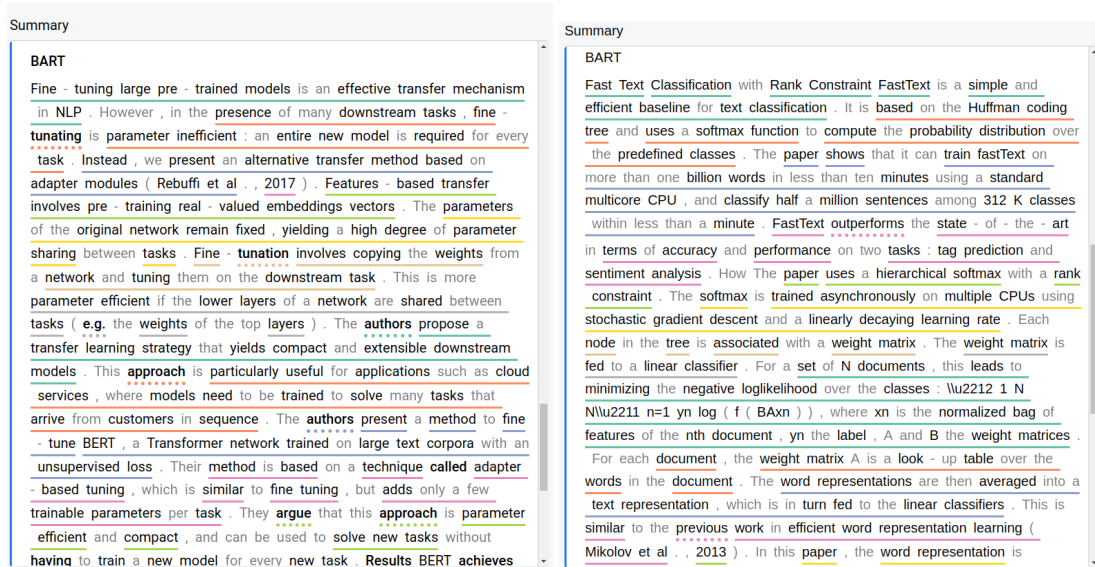 Summary
BART
Fine - tuning large pre - trained models is an effective transfer mechanism
in NLP . However , in the presence of many downstream tasks , fine -
tunating is parameter inefficient : an entire new model is required for every
task . Instead , we present an alternative transfer method based on
adapter modules ( Rebuffi et al . , 2017 ) . Features - based transfer
involves pre - training real - valued embeddings vectors . The parameters
of the original network remain fixed , yielding a high degree of parameter
sharing between tasks . Fine - tunation involves copying the weights from
a network and tuning them on the downstream task . This is more
parameter efficient if the lower layers of a network are shared between
tasks ( e.g. the weights of the top layers ) . The authors propose a
transfer learning strategy that yields compact and extensible downstream
models . This approach is particularly useful for applications such as cloud
services , where models need to be trained to solve many tasks that
arrive from customers in sequence . The authors present a method to fine
- tune BERT , a Transformer network trained on large text corpora with an
unsupervised loss . Their method is based on a technique called adapter
- based tuning , which is similar to fine tuning , but adds only a few
trainable parameters per task . They argue that this approach is parameter
efficient and compact , and can be used to solve new tasks without
having to train a new model for every new task . Results BERT achieves
Summary
BART
Fast Text Classification with Rank Constraint FastText is a simple and
efficient baseline for text classification . It is based on the Huffman coding
tree and uses a softmax function to compute the probability distribution over
the predefined classes . The paper shows that it can train fastText on
more than one billion words in less than ten minutes using a standard
multicore CPU , and classify half a million sentences among 312 K classes
within less than a minute . FastText outperforms the state - of - the - art
in terms of accuracy and performance on two tasks : tag prediction and
sentiment analysis . How The paper uses a hierarchical softmax with a rank
constraint . The softmax is trained asynchronously on multiple CPUs using
stochastic gradient descent and a linearly decaying learning rate . Each
node in the tree is associated with a weight matrix . The weight matrix is
fed to a linear classifier . For a set of N documents , this leads to
minimizing the negative loglikelihood over the classes : \\u2212 1 N
N\\u2211 n=1 yn log ( f ( BAxn ) ) , where xn is the normalized bag of
features of the nth document , yn the label , A and B the weight matrices .
For each document , the weight matrix A is a look - up table over the
words in the document . The word representations are then averaged into a
text representation , which is in turn fed to the linear classifiers . This is
similar to the previous work in efficient word representation learning (
Mikolov et al . , 2013 ) . In this paper , the word representation is